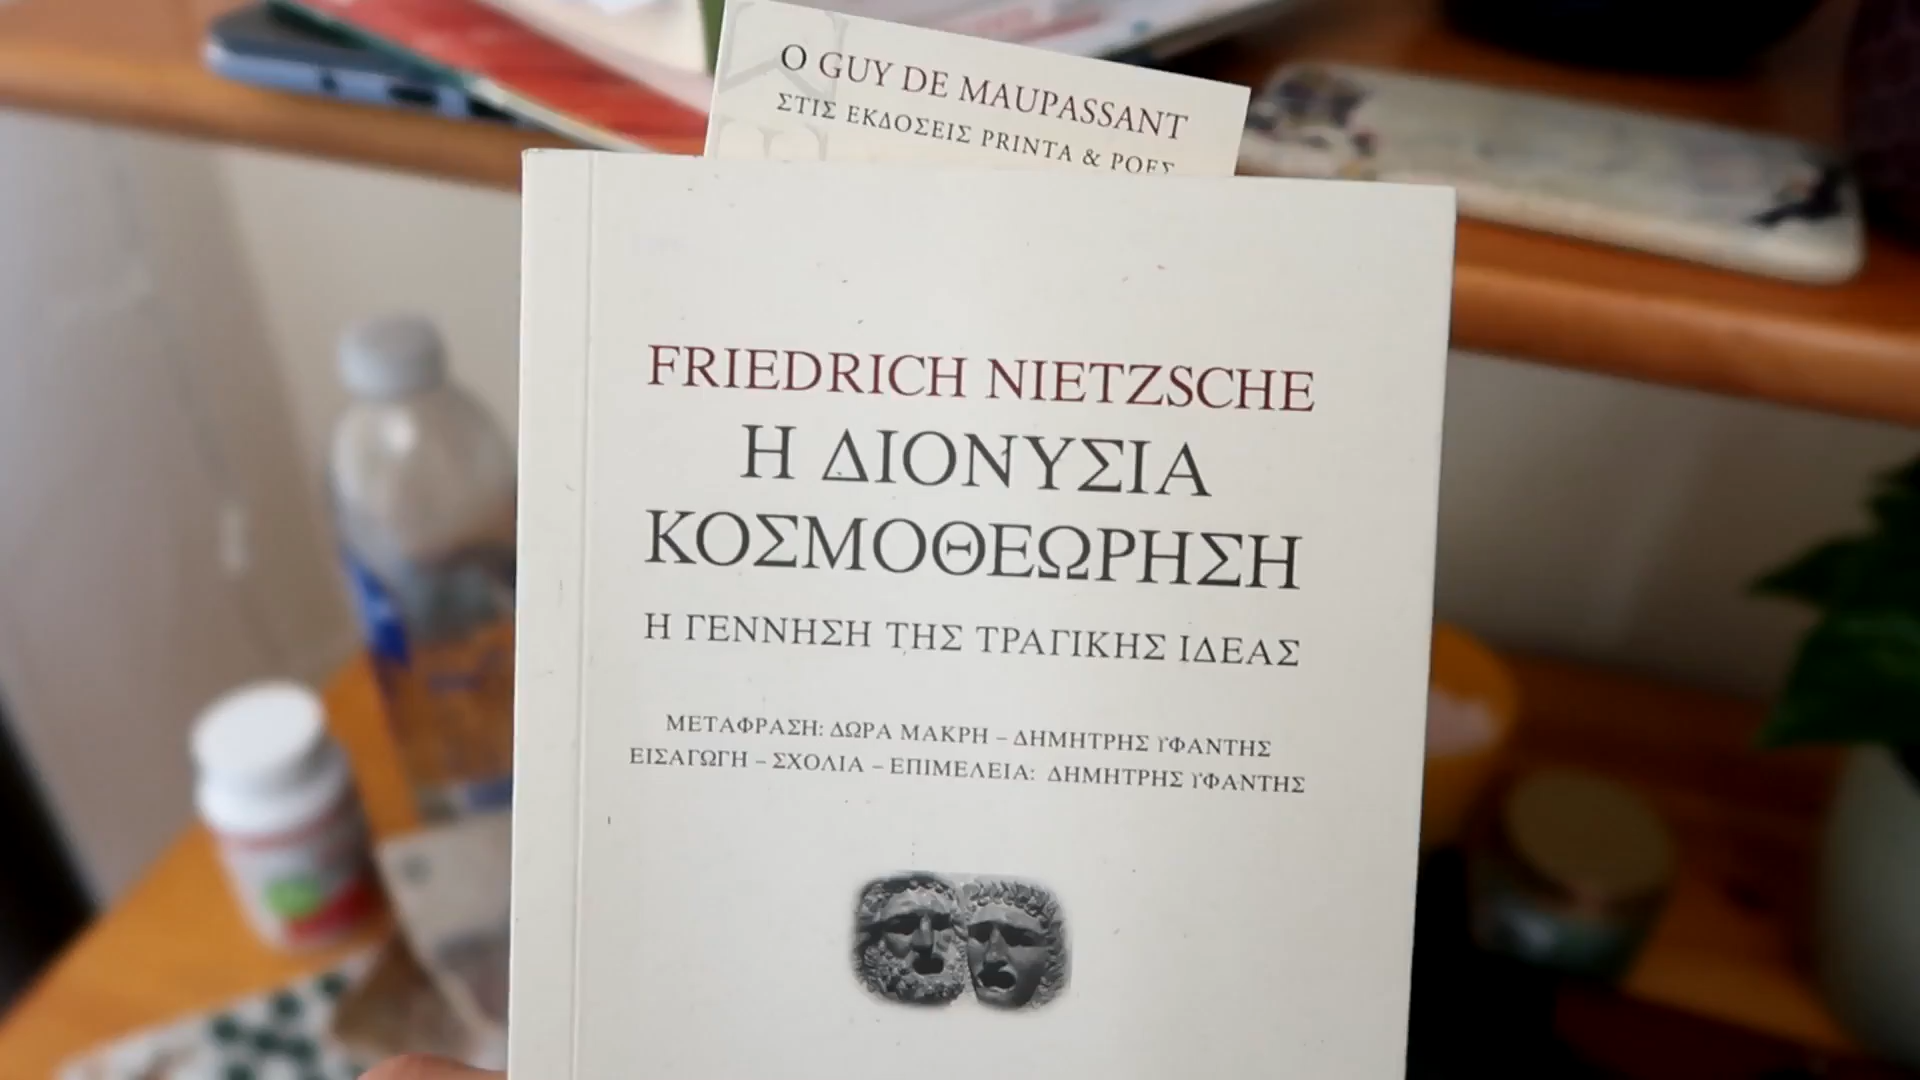 Ο GUY DE MAUPASSANT
ΣΤΙΣ ΕΚΔΟΣΕΙΣ PRINTA & ΡΟΕΣ
FRIEDRICH NIETZSCHE
Η ΔΙΟΝΥΣΙΑ
ΚΟΣΜΟΘΕΩΡΗΣΗ
Η ΓΕΝΝΗΣΗ ΤΗΣ ΤΡΑΓΙΚΗΣ ΙΔΕΑΣ
ΜΕΤΑΦΡΑΣΗ: ΔΩΡΑ ΜΑΚΡΗ – ΔΗΜΗΤΡΗΣ ΥΦΑΝΤΗΣ
ΕΙΣΑΓΩΓΗ – ΣΧΟΛΙΑ – ΕΠΙΜΕΛΕΙΑ: ΔΗΜΗΤΡΗΣ ΥΦΑΝΤΗΣ